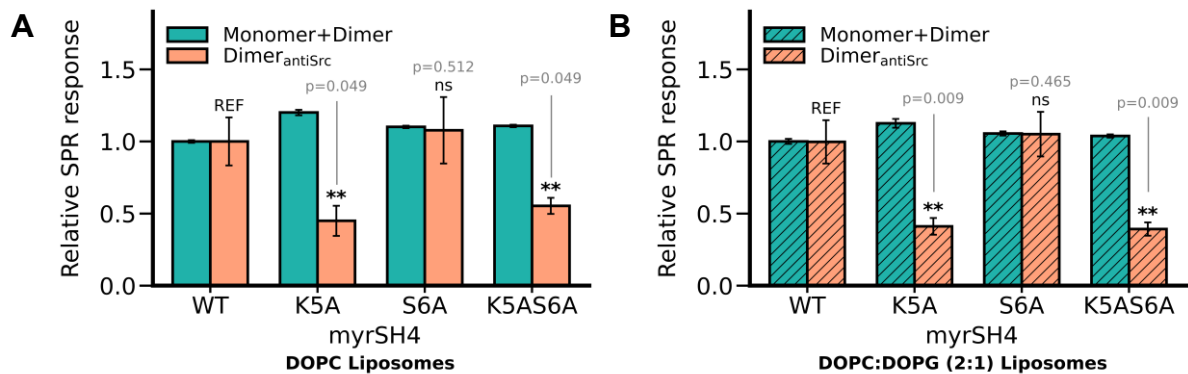 A
Monomer+Dimer
Dimer_antiSrc
Relative SPR response
1.5
1.0
0.5
0.0
REF
p=0.049
**
p=0.512
ns
p=0.049
**
WT K5A S6A K5AS6A
myrSH4
DOPC Liposomes
B
Monomer+Dimer
Dimer_antiSrc
Relative SPR response
1.5
1.0
0.5
0.0
REF
p=0.009
**
p=0.465
ns
p=0.009
**
WT K5A S6A K5AS6A
myrSH4
DOPC:DOPG (2:1) Liposomes